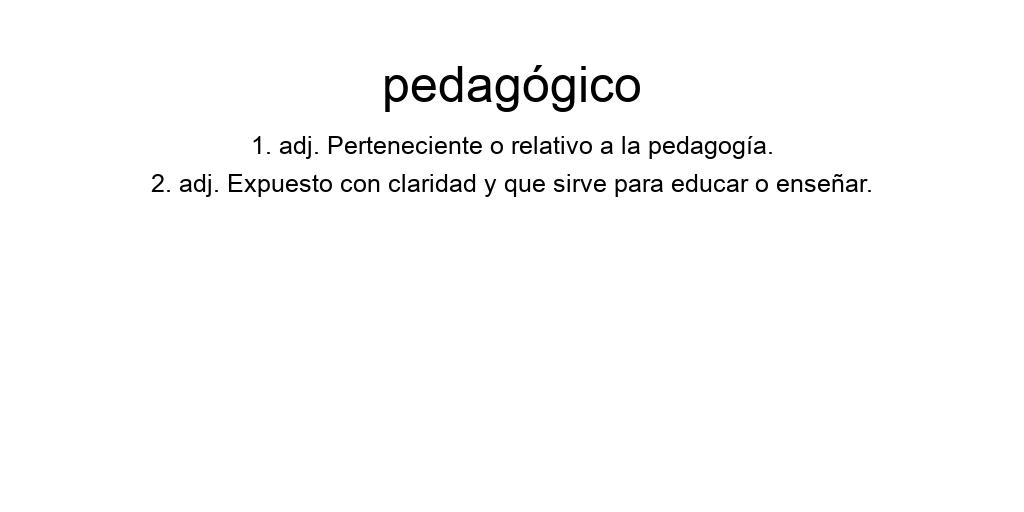 pedagógico
1. adj. Perteneciente o relativo a la pedagogía.
2. adj. Expuesto con claridad y que sirve para educar o enseñar.